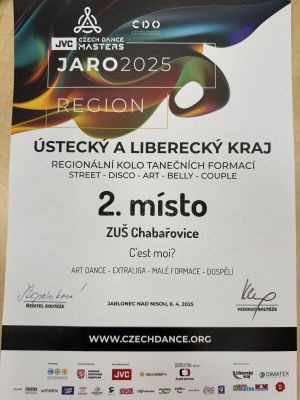 CDO
JVC CZECH DANCE MASTERS
JARO2025
REGION
ÚSTECKÝ A LIBERECKÝ KRAJ
REGIONÁLNÍ KOLO TANEČNÍCH FORMACÍ
STREET - DISCO - ART - BELLY - COUPLE
2. místo
ZUŠ Chabařovice
C'est moi?
ART DANCE - EXTRALIGA - MALÉ FORMACE - DOSPĚLÍ
ŘEDITEL SOUTĚŽE
JABLONEC NAD NISOU, 6. 4. 2025
VEDOUCÍ SOUTĚŽE
WWW.CZECHDANCE.ORG
JVC
DIMATEX